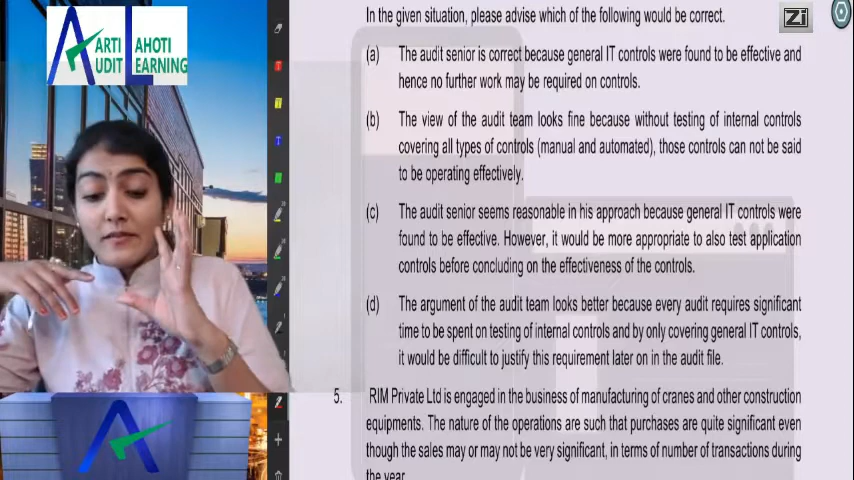 ARTI
LAHOTI
AUDIT
LEARNING
Zi
In the given situation, please advise which of the following would be correct.
(a) The audit senior is correct because general IT controls were found to be effective and
hence no further work may be required on controls.
(b) The view of the audit team looks fine because without testing of internal controls
covering all types of controls (manual and automated), those controls can not be said
to be operating effectively.
(c) The audit senior seems reasonable in his approach because general IT controls were
found to be effective. However, it would be more appropriate to also test application
controls before concluding on the effectiveness of the controls.
(d) The argument of the audit team looks better because every audit requires significant
time to be spent on testing of internal controls and by only covering general IT controls,
it would be difficult to justify this requirement later on in the audit file.
5. RIM Private Ltd is engaged in the business of manufacturing of cranes and other construction
equipments. The nature of the operations are such that purchases are quite significant even
though the sales may or may not be very significant, in terms of number of transactions during
the year